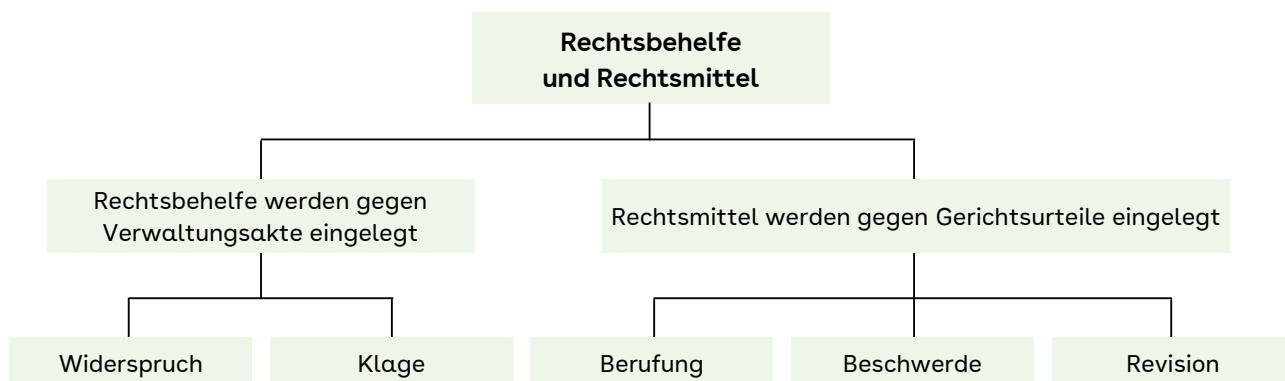 Rechtsbehelfe
und Rechtsmittel
Rechtsbehelfe werden gegen
Verwaltungsakte eingelegt
Rechtsmittel werden gegen Gerichtsurteile eingelegt
Widerspruch
Klage
Berufung
Beschwerde
Revision